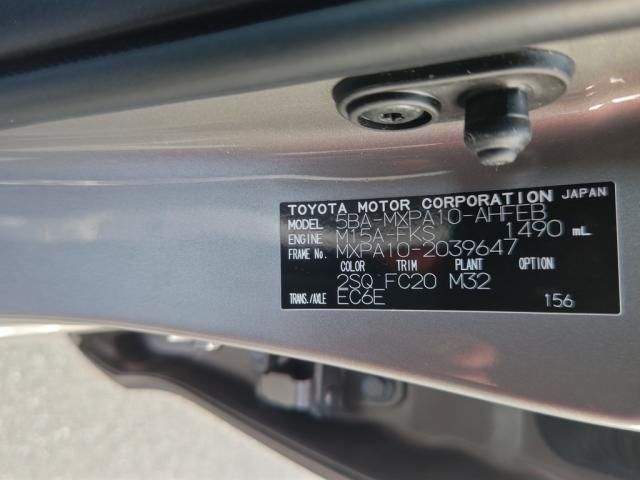 TOYOTA MOTOR CORPORATION JAPAN
MODEL 5BA-MXPA10-AHFEB
ENGINE M15A-FKS 1490 mL
FRAME No. MXPA10-2039647
COLOR TRIM PLANT OPTION
2SQ FC20 M32
TRANS./AXLE EC6E 156